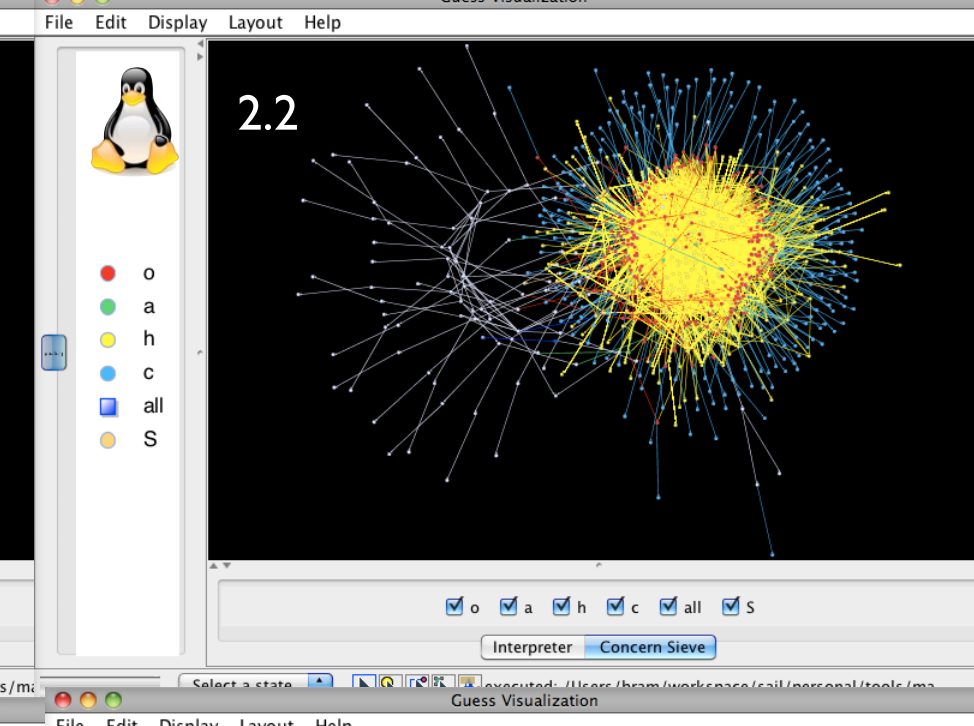 Guess Visualization
File Edit Display Layout Help
2.2
o
a
h
c
all
S
o a h c all S
Interpreter Concern Sieve
Select a state
executed: /Users/bram/workspace/sail/personal/tools/ma
s/ma
Guess Visualization
File Edit Display Layout Help